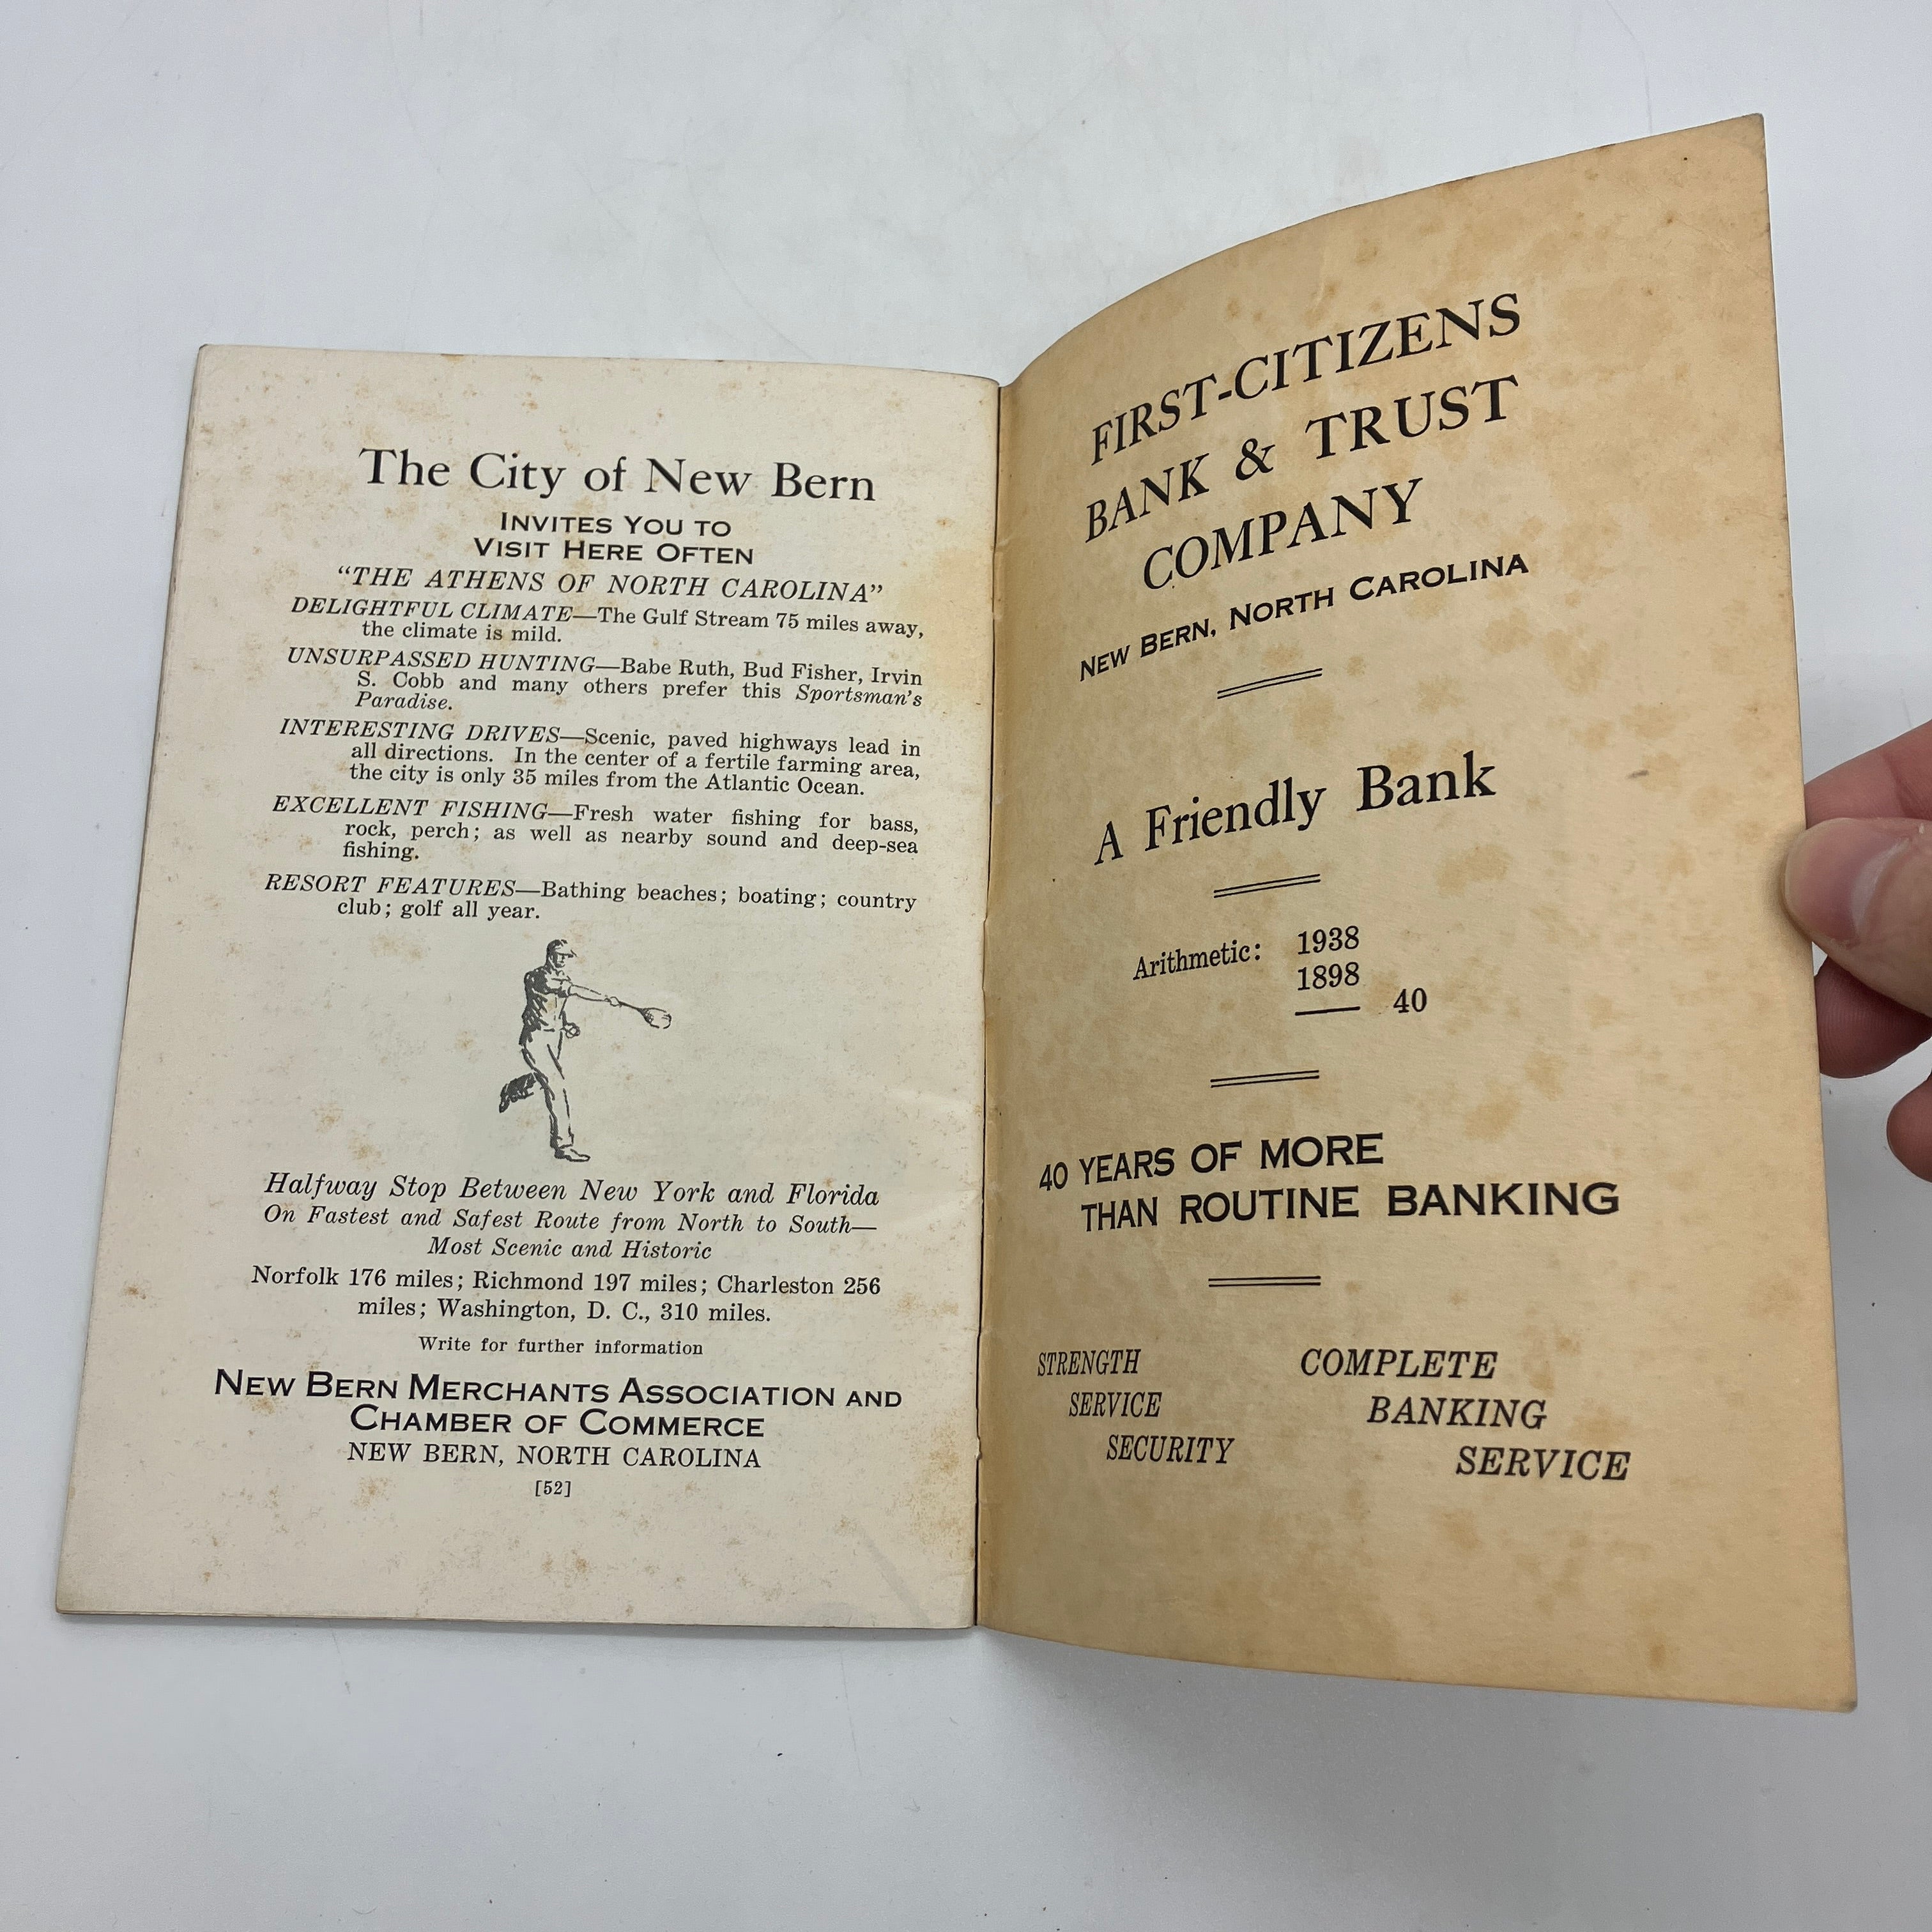 The City of New Bern
INVITES YOU TO
VISIT HERE OFTEN
“THE ATHENS OF NORTH CAROLINA”
DELIGHTFUL CLIMATE—The Gulf Stream 75 miles away,
the climate is mild.
UNSURPASSED HUNTING—Babe Ruth, Bud Fisher, Irvin
S. Cobb and many others prefer this Sportsman’s
Paradise.
INTERESTING DRIVES—Scenic, paved highways lead in
all directions. In the center of a fertile farming area,
the city is only 35 miles from the Atlantic Ocean.
EXCELLENT FISHING—Fresh water fishing for bass,
rock, perch; as well as nearby sound and deep-sea
fishing.
RESORT FEATURES—Bathing beaches; boating; country
club; golf all year.
Halfway Stop Between New York and Florida
On Fastest and Safest Route from North to South—
Most Scenic and Historic
Norfolk 176 miles; Richmond 197 miles; Charleston 256
miles; Washington, D. C., 310 miles.
Write for further information
NEW BERN MERCHANTS ASSOCIATION AND
CHAMBER OF COMMERCE
NEW BERN, NORTH CAROLINA
[52]
FIRST-CITIZENS
BANK & TRUST
COMPANY
NEW BERN, NORTH CAROLINA
A Friendly Bank
Arithmetic: 1938
1898
40
40 YEARS OF MORE
THAN ROUTINE BANKING
STRENGTH
SERVICE
SECURITY
COMPLETE
BANKING
SERVICE